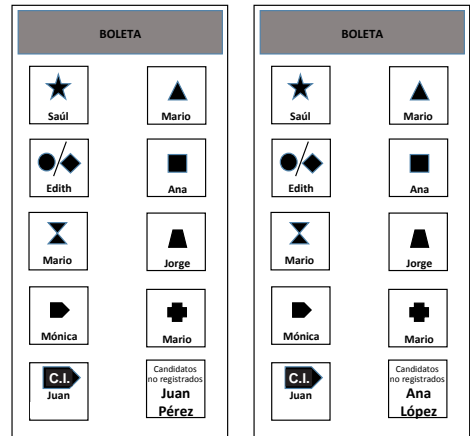 BOLETA
Saúl
Mario
Edith
Ana
Mario
Jorge
Mónica
Mario
C.I.
Juan
Candidatos
no registrados
Juan
Pérez
BOLETA
Saúl
Mario
Edith
Ana
Mario
Jorge
Mónica
Mario
C.I.
Juan
Candidatos
no registrados
Ana
López